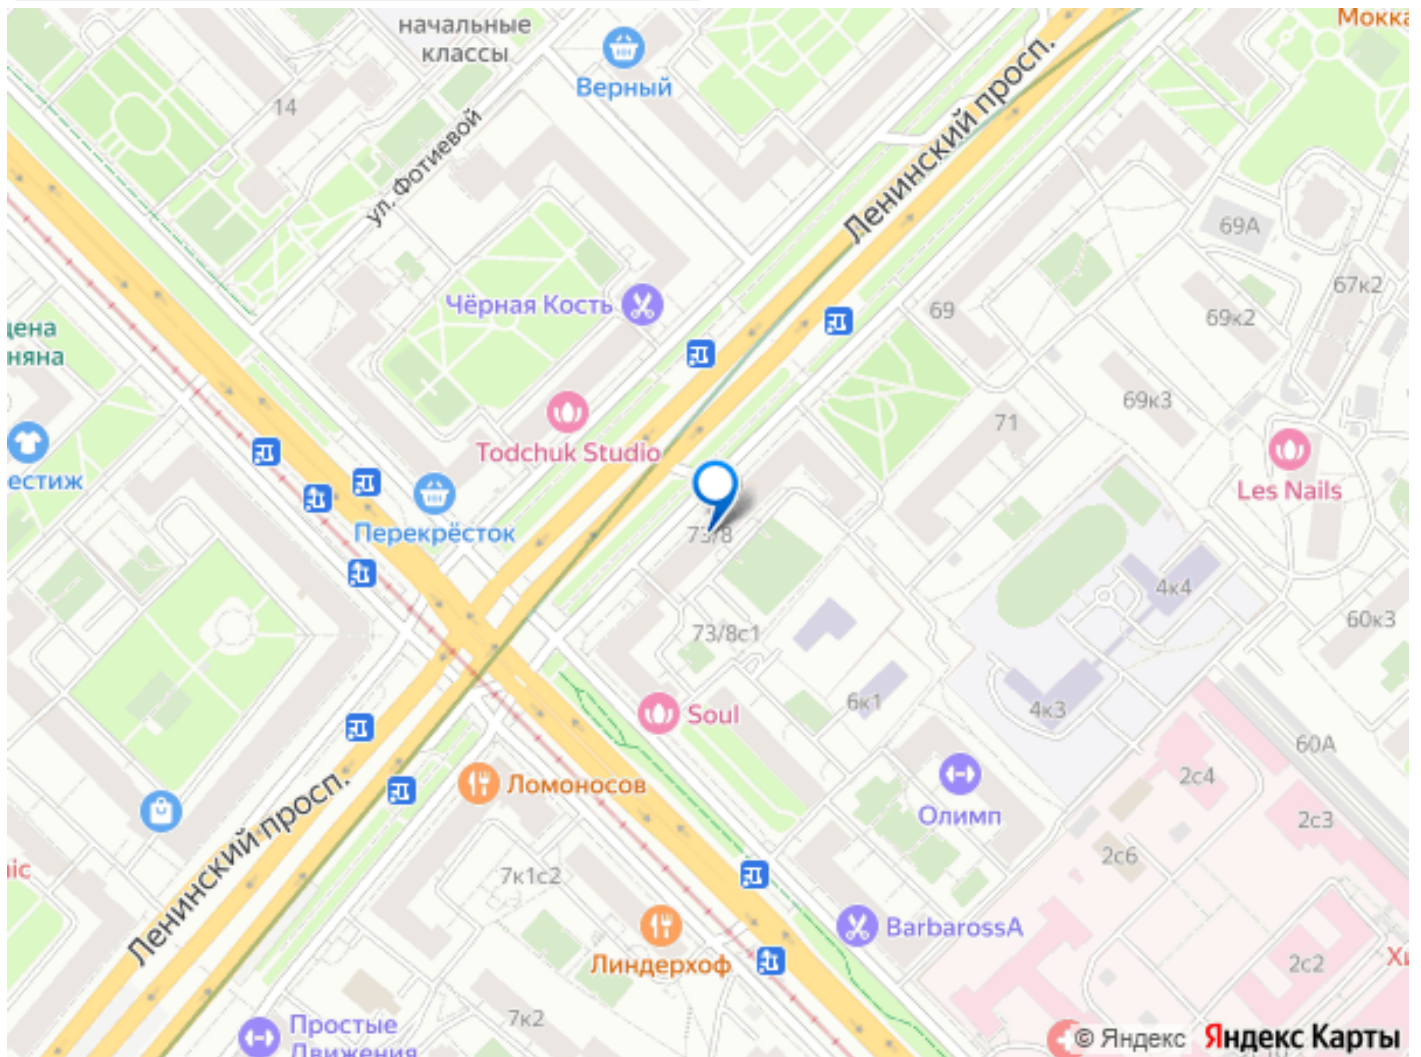 начальные
классы
Мокка
Верный
14
ул. Фотиевой
Ленинский просп.
69А
67к2
Чёрная Кость
69
69к2
69к3
Todchuk Studio
71
естиж
Les Nails
Перекрёсток
73/8
4к4
73/8с1
60к3
6к1
4к3
Soul
60А
2с4
Ломоносов
Олимп
2с3
Ленинский просп.
2с6
7к1с2
BarbarossA
Линдерхоф
2с2
7к2
Простые
Движения
© Яндекс Яндекс Карты